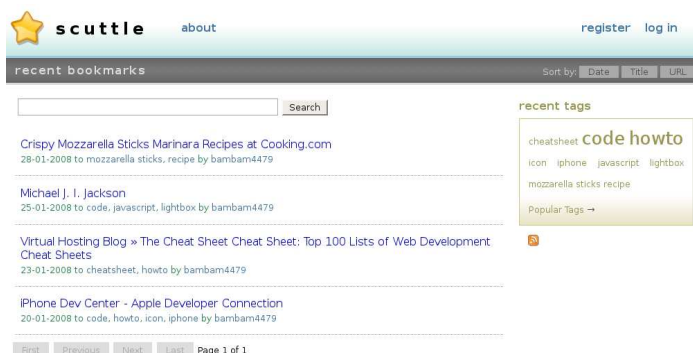 scuttle about register log in
recent bookmarks Sort by: Date Title URL
Search
Crispy Mozzarella Sticks Marinara Recipes at Cooking.com
28-01-2008 to mozzarella sticks, recipe by bambam4479
Michael J. I. Jackson
25-01-2008 to code, javascript, lightbox by bambam4479
Virtual Hosting Blog » The Cheat Sheet Cheat Sheet: Top 100 Lists of Web Development
Cheat Sheets
23-01-2008 to cheatsheet, howto by bambam4479
iPhone Dev Center - Apple Developer Connection
20-01-2008 to code, howto, icon, iphone by bambam4479
First Previous Next Last Page 1 of 1
recent tags
cheatsheet code howto
icon iphone javascript lightbox
mozzarella sticks recipe
Popular Tags →